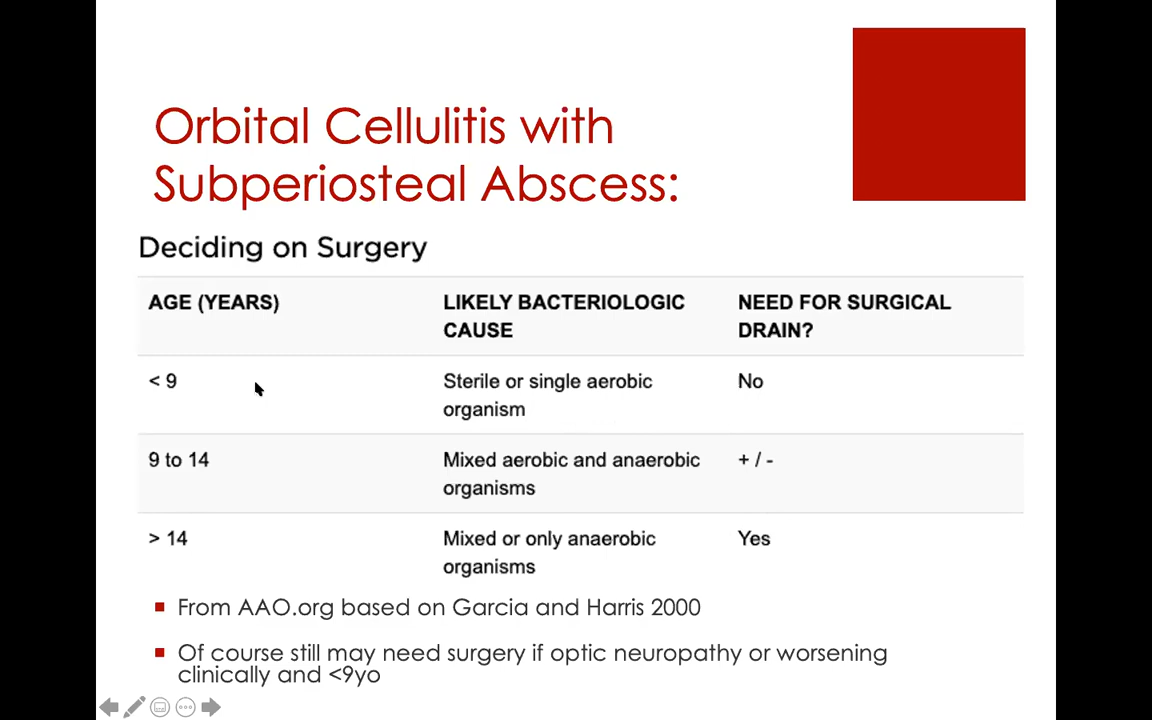 Orbital Cellulitis with
Subperiosteal Abscess:
Deciding on Surgery
AGE (YEARS)
LIKELY BACTERIOLOGIC
CAUSE
NEED FOR SURGICAL
DRAIN?
< 9
Sterile or single aerobic
organism
No
9 to 14
Mixed aerobic and anaerobic
organisms
+ / -
> 14
Mixed or only anaerobic
organisms
Yes
From AAO.org based on Garcia and Harris 2000
Of course still may need surgery if optic neuropathy or worsening
clinically and <9yo